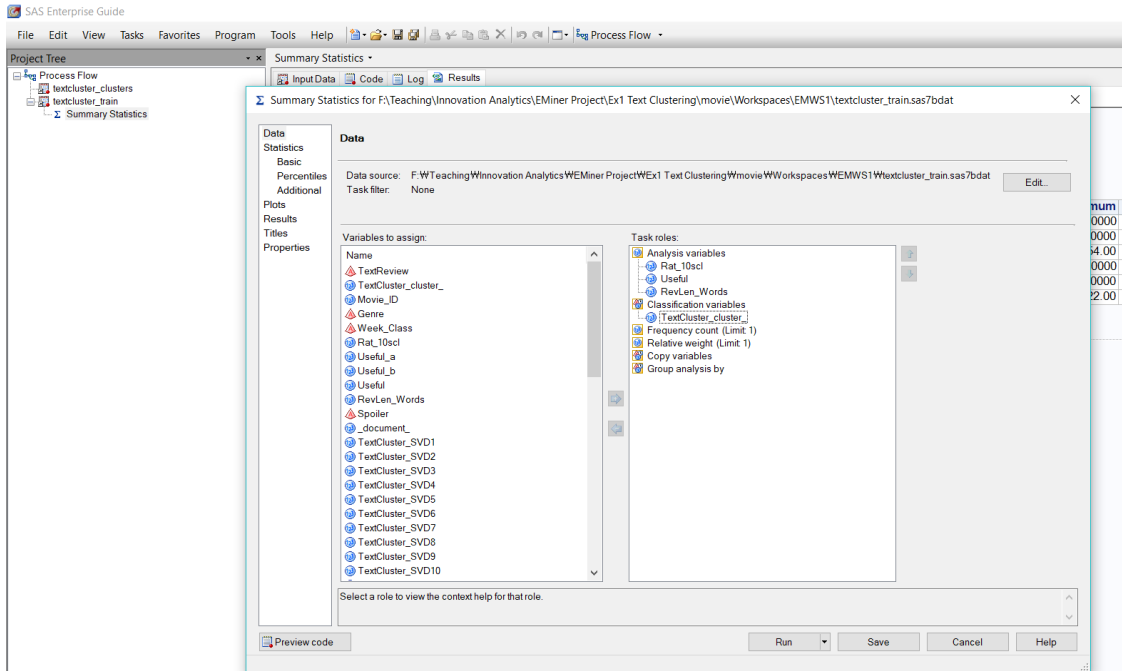 SAS Enterprise Guide
File Edit View Tasks Favorites Program Tools Help Process Flow
Project Tree
Process Flow
textcluster_clusters
textcluster_train
Σ Summary Statistics
Summary Statistics
Input Data Code Log Results
Σ Summary Statistics for F:\Teaching\Innovation Analytics\EMiner Project\Ex1 Text Clustering\movie\Workspaces\EMWS1\textcluster_train.sas7bdat
Data
Statistics
Basic
Percentiles
Additional
Plots
Results
Titles
Properties
Data
Data source: F:₩Teaching₩Innovation Analytics₩EMiner Project₩Ex1 Text Clustering₩movie₩Workspaces₩EMWS1₩textcluster_train.sas7bdat
Task filter: None
Edit...
Variables to assign:
Name
TextReview
TextCluster_cluster_
Movie_ID
Genre
Week_Class
Rat_10scl
Useful_a
Useful_b
Useful
RevLen_Words
Spoiler
_document_
TextCluster_SVD1
TextCluster_SVD2
TextCluster_SVD3
TextCluster_SVD4
TextCluster_SVD5
TextCluster_SVD6
TextCluster_SVD7
TextCluster_SVD8
TextCluster_SVD9
TextCluster_SVD10
Task roles:
Analysis variables
Rat_10scl
Useful
RevLen_Words
Classification variables
TextCluster_cluster_
Frequency count (Limit: 1)
Relative weight (Limit: 1)
Copy variables
Group analysis by
Select a role to view the context help for that role.
Preview code
Run Save Cancel Help
mum
0000
0000
4.00
0000
0000
2.00